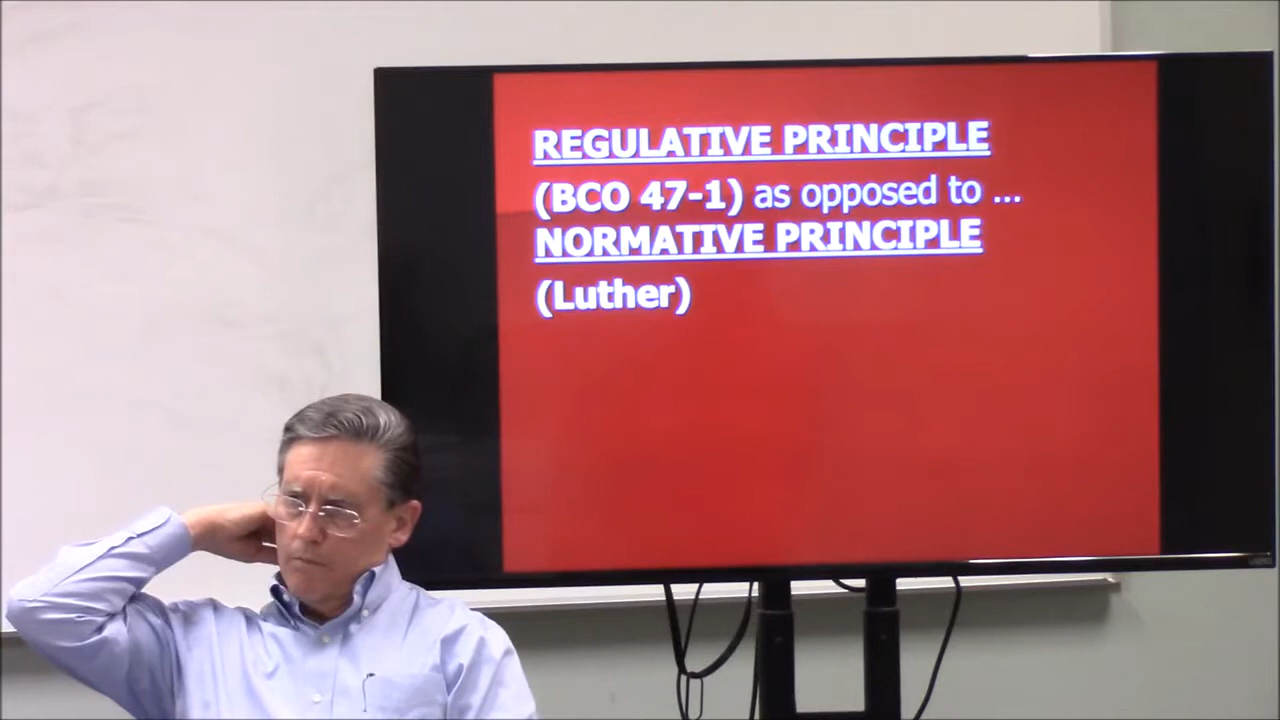 REGULATIVE PRINCIPLE
(BCO 47-1) as opposed to ...
NORMATIVE PRINCIPLE
(Luther)